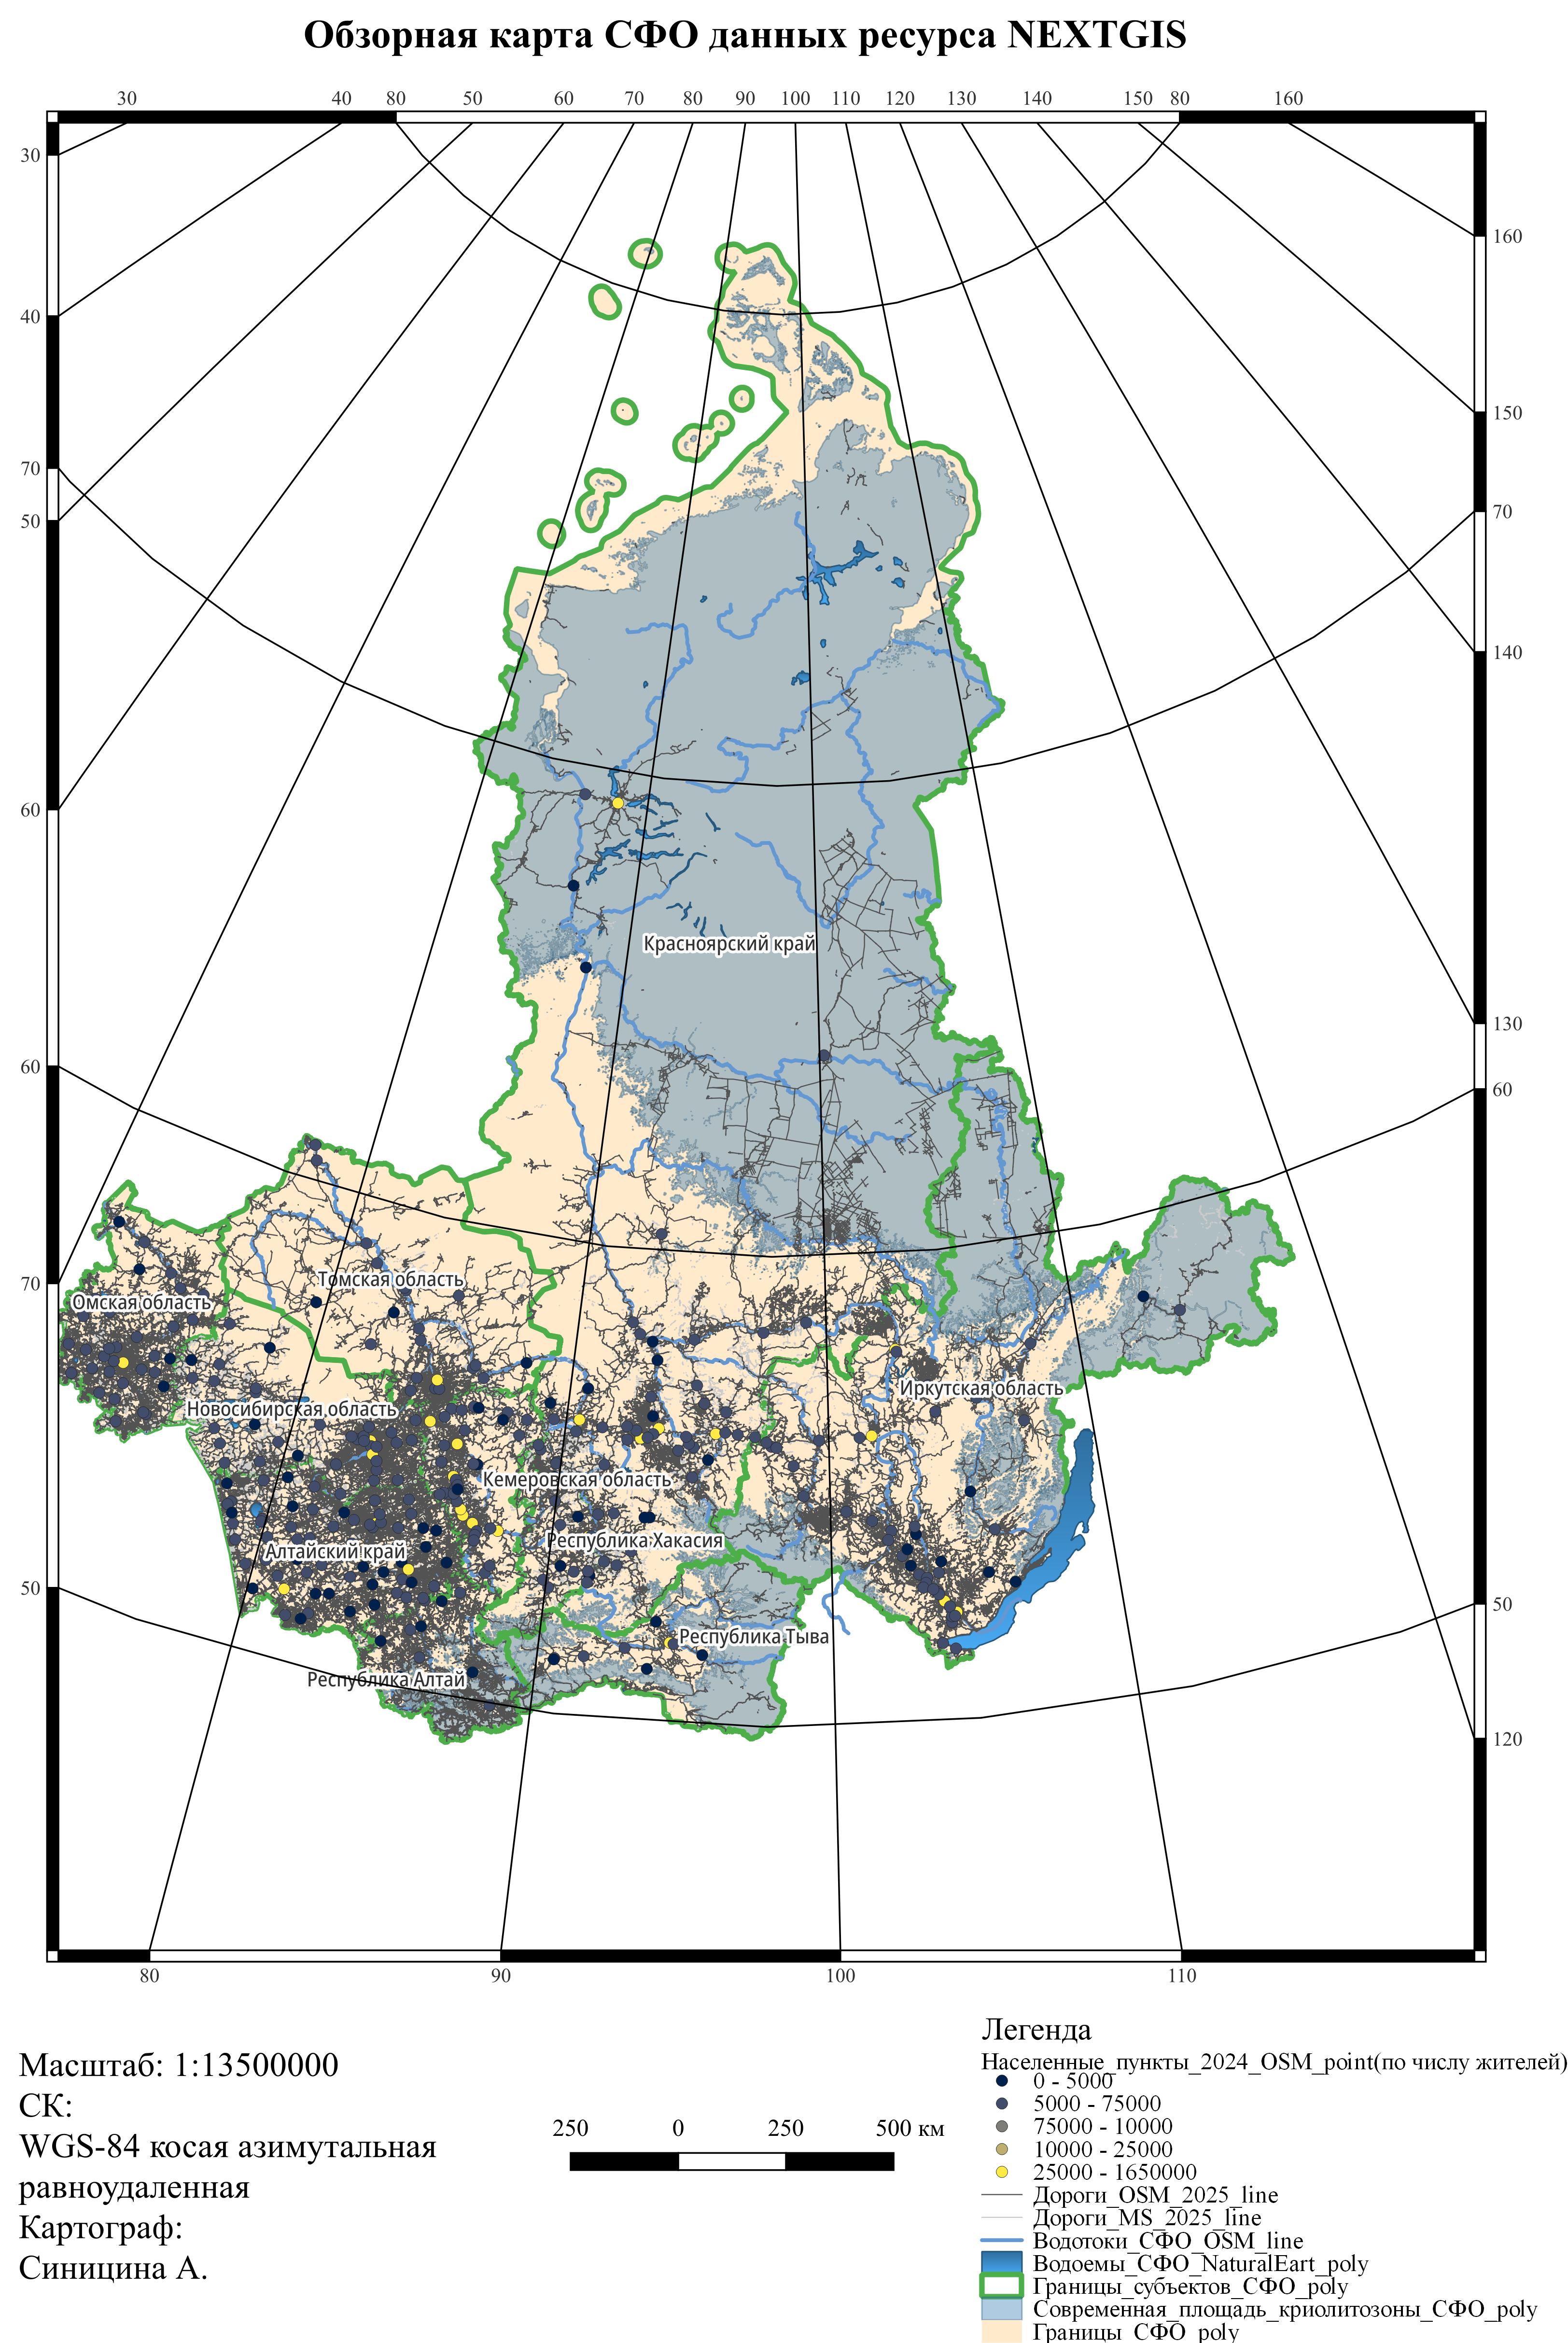 Обзорная карта СФО данных ресурса NEXTGIS
30 40 80 50 60 70 80 90 100 110 120 130 140 150 80 160
30
160
40
150
70
70
50
140
60
130
60
60
Красноярский край
70
Томская область
Омская область
Иркутская область
Новосибирская область
Кемеровская область
Республика Хакасия
Алтайский край
50
50
Республика Тыва
Республика Алтай
120
80 90 100 110
Масштаб: 1:13500000
СК:
WGS-84 косая азимутальная
равноудаленная
Картограф:
Синицина А.
250 0 250 500 км
Легенда
Населенные_пункты_2024_OSM_point(по числу жителей)
0 - 5000
5000 - 75000
75000 - 10000
10000 - 25000
25000 - 1650000
Дороги_OSM_2025_line
Дороги_MS_2025_line
Водотоки_СФО_OSM_line
Водоемы_СФО_NaturalEart_poly
Границы_субъектов_СФО_poly
Современная_площадь_криолитозоны_СФО_poly
Границы_СФО_poly